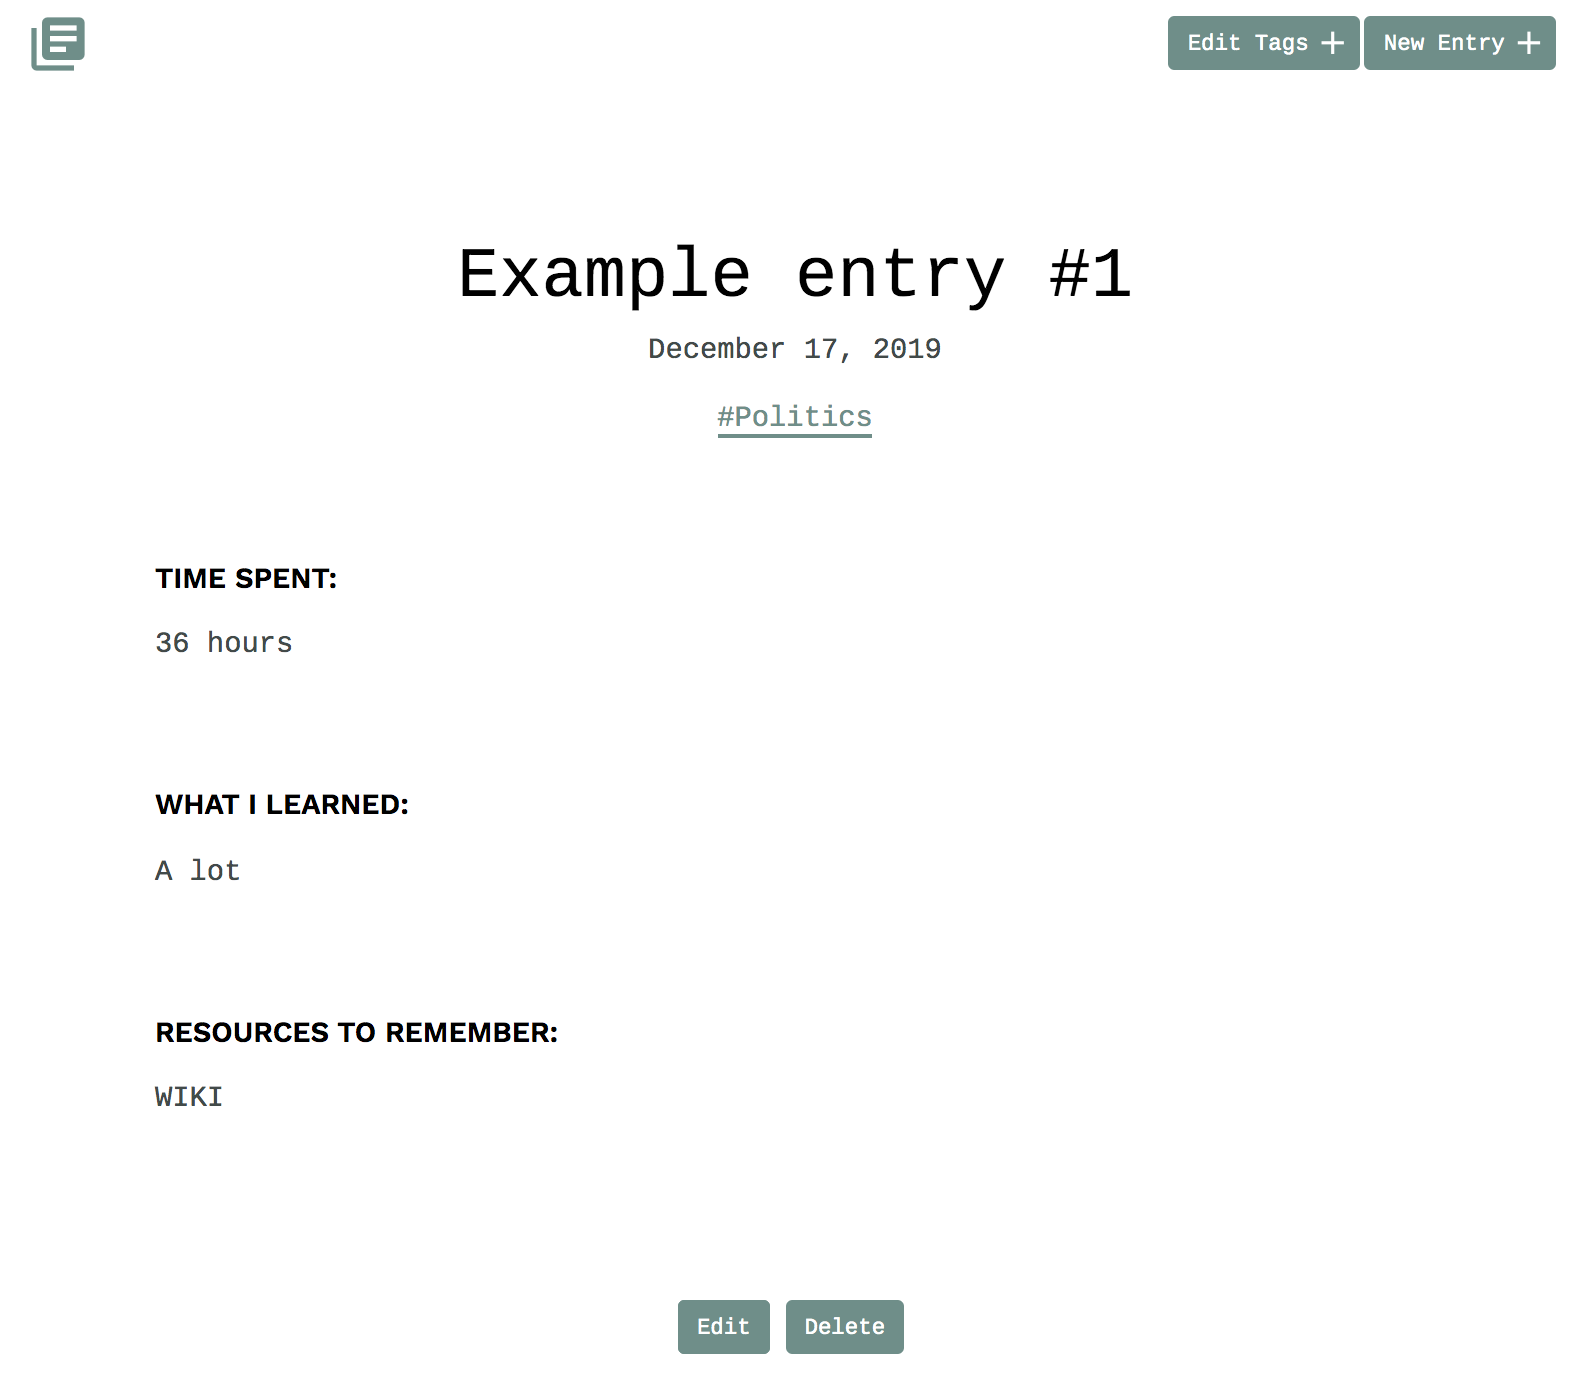 Edit Tags +
New Entry +
Example entry #1
December 17, 2019
#Politics
TIME SPENT:
36 hours
WHAT I LEARNED:
A lot
RESOURCES TO REMEMBER:
WIKI
Edit
Delete